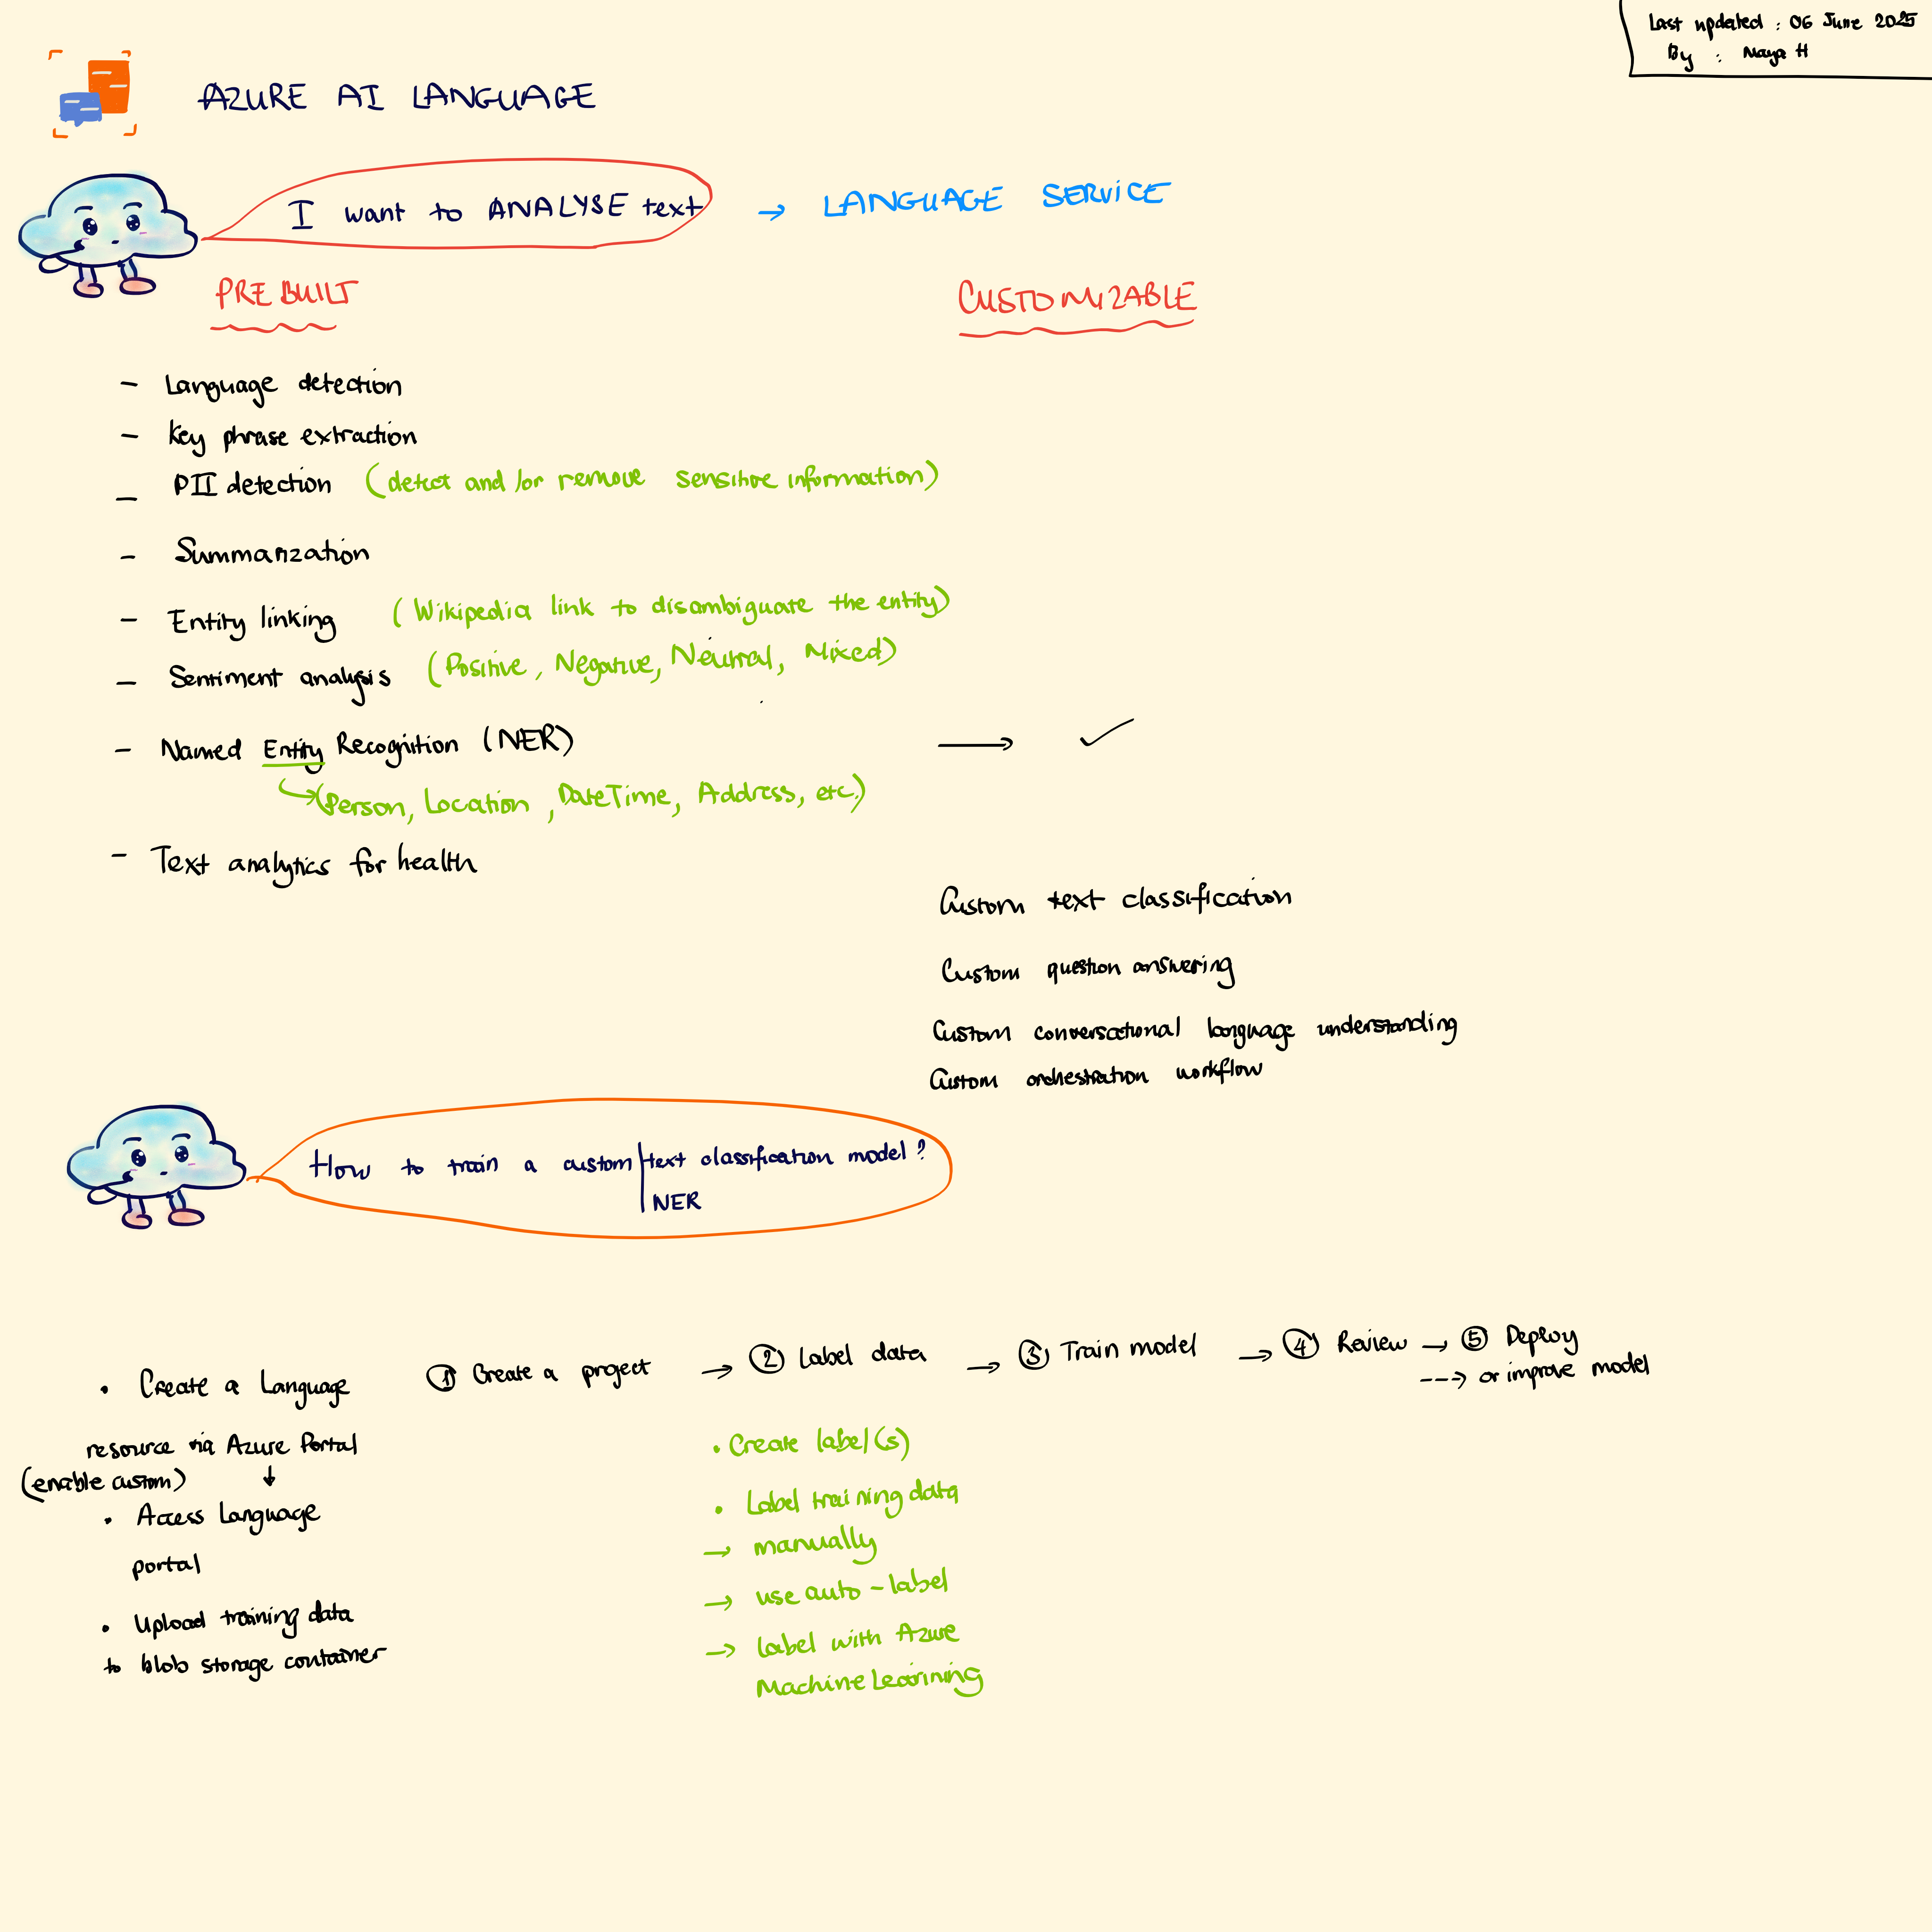 Last updated : 06 June 2025
By : Maya H
AZURE AI LANGUAGE
I want to ANALYSE text → LANGUAGE SERVICE
PREBUILT
CUSTOMIZABLE
- Language detection
- Key phrase extraction
- PII detection (detect and/or remove sensitive information)
- Summarization
- Entity linking (Wikipedia link to disambiguate the entity)
- Sentiment analysis (Positive, Negative, Neutral, Mixed)
- Named Entity Recognition (NER) → ✓
(Person, Location, DateTime, Address, etc.)
- Text analytics for health
Custom text classification
Custom question answering
Custom conversational language understanding
Custom orchestration workflow
How to train a custom text classification model?
NER
• Create a Language
resource via Azure Portal
(enable custom) ↓
• Access Language
portal
• Upload training data
to blob storage container
① Create a project → ② Label data → ③ Train model → ④ Review → ⑤ Deploy
---> or improve model
• Create label(s)
• Label training data
→ manually
→ use auto-label
→ label with Azure
Machine Learining